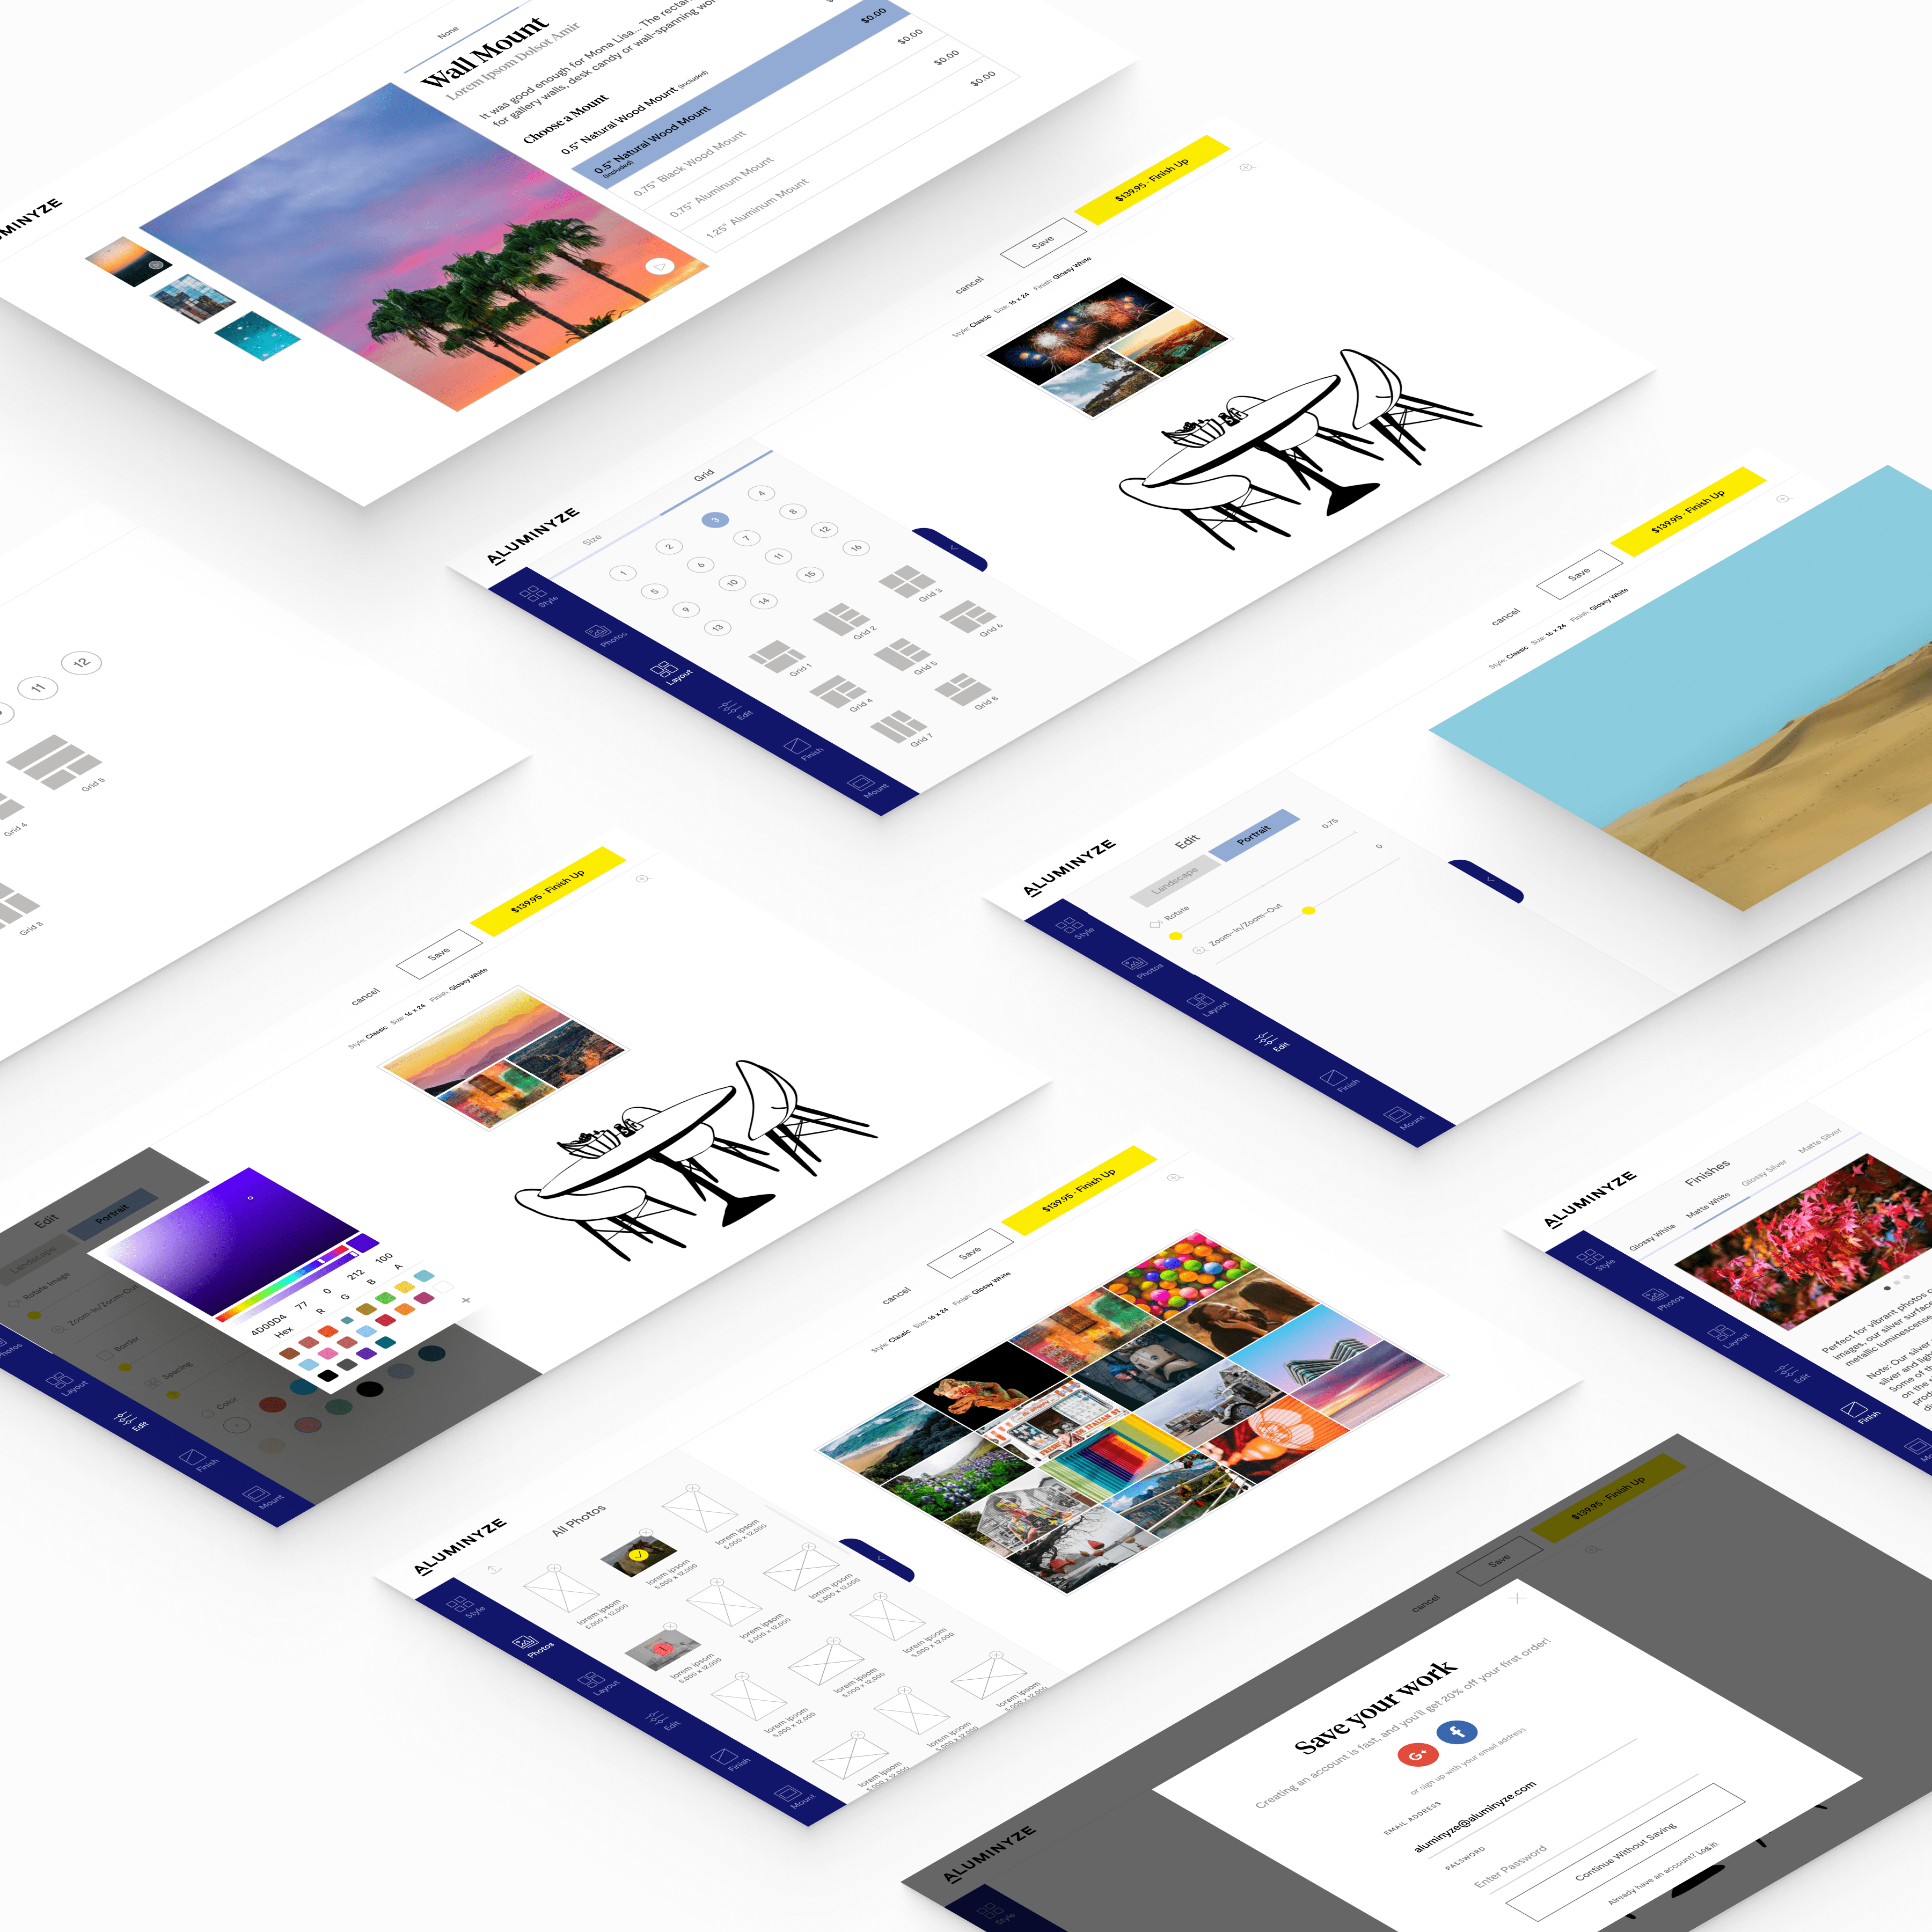 None
Wall Mount
Lorem Ipsom Dolsot Amir
It was good enough for Mona Lisa... The
for gallery walls, desk candy or wall-spanning
Choose a Mount
0.5" Natural Wood Mount (included)
0.5" Natural Wood Mount $0.00
(included)
0.75" Black Wood Mount $0.00
0.75" Aluminum Mount $0.00
1.25" Aluminum Mount $0.00
ALUMINYZE
cancel
Save
$139.95 - Finish Up
Style: Classic Size: 16 x 24 Finish: Glossy White
Size
Grid
1 2 3 4
5 6 7 8
9 10 11 12
13 14 15 16
Grid 1 Grid 2 Grid 3
Grid 4 Grid 5 Grid 6
Grid 7 Grid 8
Style
Photos
Layout
Edit
Finish
Mount
11 12
Grid 5
Grid 4
Grid 8
ALUMINYZE
cancel
Save
$139.95 - Finish Up
Style: Classic Size: 16 x 24 Finish: Glossy White
Edit
Landscape
Portrait
Rotate 0.75
Zoom-In/Zoom-Out 0
Style
Photos
Layout
Edit
Finish
Mount
cancel
Save
$139.95 - Finish Up
Style: Classic Size: 16 x 24 Finish: Glossy White
Edit
Landscape
Portrait
Rotate Image
Zoom-In/Zoom-Out
Border
Spacing
Color
4D00D4 77 0 212 100
Hex R G B A
Layout
Edit
Finish
Mount
ALUMINYZE
cancel
Save
$139.95 - Finish Up
Style: Classic Size: 16 x 24 Finish: Glossy White
All Photos
lorem ipsom
5,000 x 12,000
lorem ipsom
5,000 x 12,000
lorem ipsom
5,000 x 12,000
lorem ipsom
5,000 x 12,000
lorem ipsom
5,000 x 12,000
lorem ipsom
5,000 x 12,000
lorem ipsom
5,000 x 12,000
lorem ipsom
5,000 x 12,000
lorem ipsom
5,000 x 12,000
lorem ipsom
5,000 x 12,000
lorem ipsom
5,000 x 12,000
lorem ipsom
5,000 x 12,000
Style
Photos
Layout
Edit
Finish
Mount
ALUMINYZE
Finishes
Glossy White
Matte White
Glossy Silver
Matte Silver
Perfect for vibrant photos
images, our silver surface
metallic luminescense
Note: Our silver
silver and
Some of
on the
Style
Photos
Layout
Edit
Finish
ALUMINYZE
cancel
Save
$139.95 - Finish Up
Save your work
Creating an account is fast, and you'll get 20% off your first order!
G+ f
or sign up with your email address
EMAIL ADDRESS
aluminyze@aluminyze.com
PASSWORD
Enter Password
Continue Without Saving
Already have an account? Log in
Style